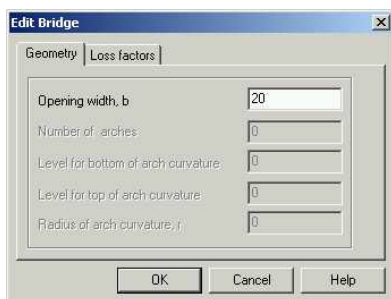 Edit Bridge
Geometry Loss factors
Opening width, b 20
Number of arches 0
Level for bottom of arch curvature 0
Level for top of arch curvature 0
Radius of arch curvature, r 0
OK Cancel Help